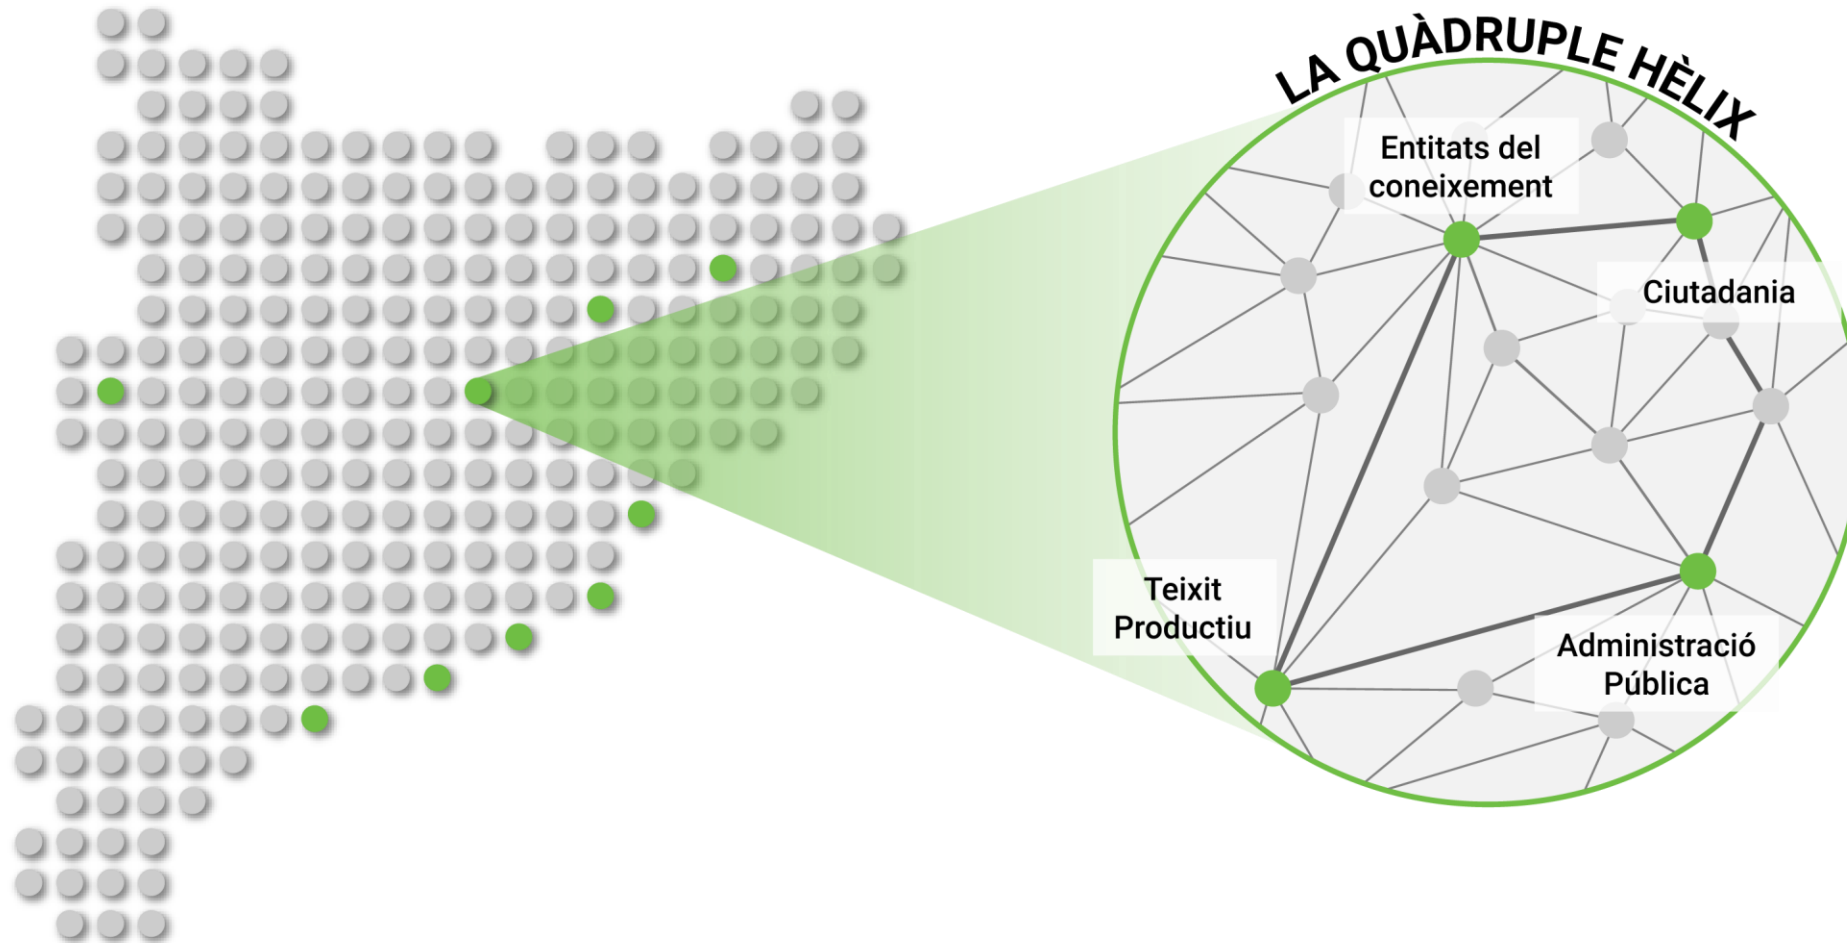 LA QUÀDRUPLE HÈLIX
Entitats del
coneixement
Ciutadania
Teixit
Productiu
Administració
Pública